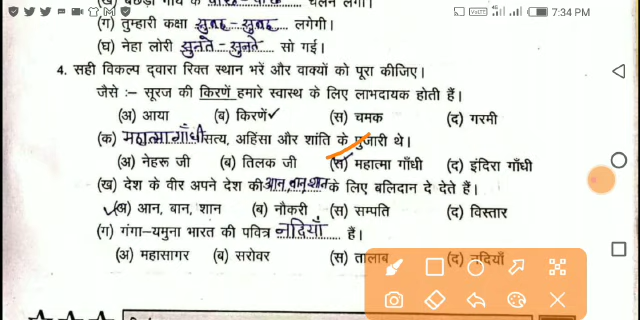 7:34 PM
(ग) तुम्हारी कक्षा सुबह - सुबह लगेगी।
(घ) नेहा लोरी सुनते - सुनते सो गई।
4. सही विकल्प द्वारा रिक्त स्थान भरें और वाक्यों को पूरा कीजिए।
जैसे :– सूरज की किरणें हमारे स्वास्थ के लिए लाभदायक होती हैं।
(अ) आया (ब) किरणें (स) चमक (द) गरमी
(क) महात्मा गाँधी सत्य, अहिंसा और शांति के पुजारी थे।
(अ) नेहरू जी (ब) तिलक जी (स) महात्मा गाँधी (द) इंदिरा गाँधी
(ख) देश के वीर अपने देश की आन, बान, शान के लिए बलिदान दे देते हैं।
(अ) आन, बान, शान (ब) नौकरी (स) सम्पति (द) विस्तार
(ग) गंगा–यमुना भारत की पवित्र नदियाँ हैं।
(अ) महासागर (ब) सरोवर (स) तालाब (द) नदियाँ